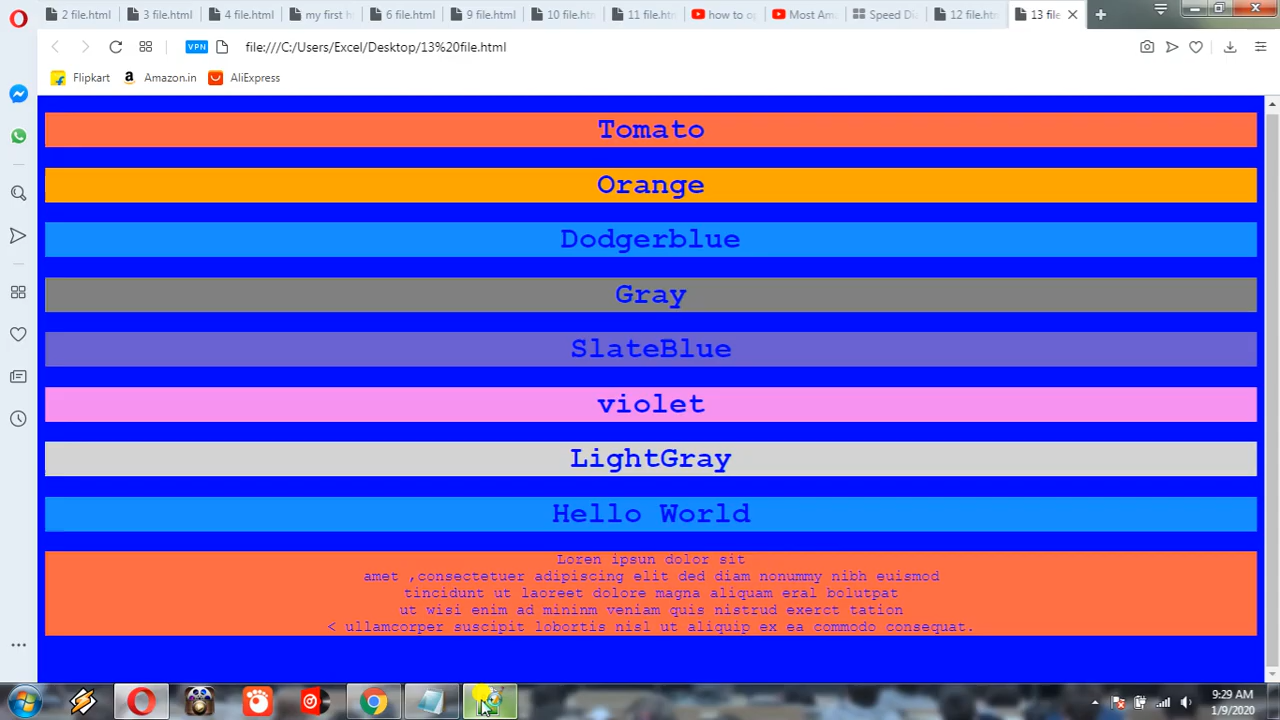 2 file.html
3 file.html
4 file.html
my first h
6 file.html
9 file.html
10 file.htm
11 file.htm
how to o
Most Am
Speed Di
12 file.htm
13 file
VPN
file:///C:/Users/Excel/Desktop/13%20file.html
Flipkart
Amazon.in
AliExpress
Tomato
Orange
Dodgerblue
Gray
SlateBlue
violet
LightGray
Hello World
Loren ipsun dolor sit
amet ,consectetuer adipiscing elit ded diam nonummy nibh euismod
tincidunt ut laoreet dolore magna aliquam eral bolutpat
ut wisi enim ad mininm veniam quis nistrud exerct tation
< ullamcorper suscipit lobortis nisl ut aliquip ex ea commodo consequat.
9:29 AM
1/9/2020